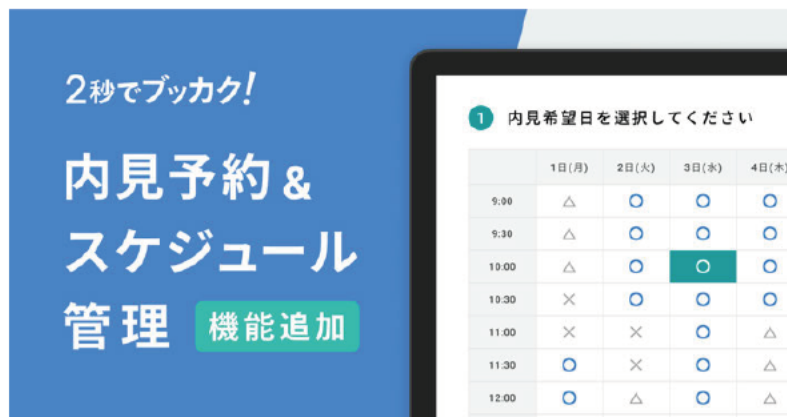 2秒でブッカク!
内見予約&
スケジュール
管理 機能追加
1 内見希望日を選択してください
1日(月) 2日(火) 3日(水) 4日(木)
9:00 △ ○ ○ ○
9:30 △ ○ ○ ○
10:00 △ ○ ○ ○
10:30 × ○ ○ ○
11:00 × × ○ △
11:30 ○ × ○ △
12:00 ○ △ ○ △